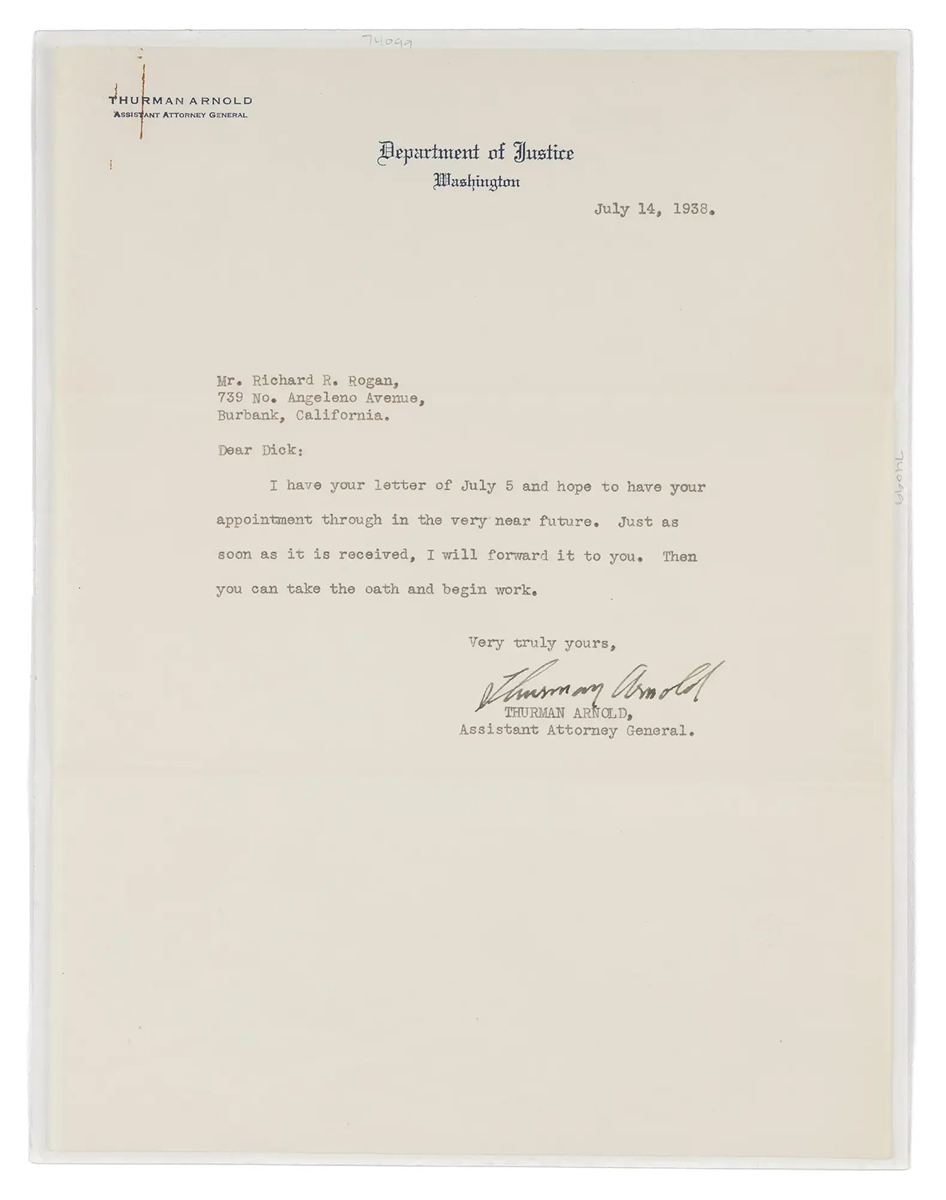 74099
THURMAN ARNOLD
ASSISTANT ATTORNEY GENERAL
Department of Justice
Washington
July 14, 1938.
Mr. Richard R. Rogan,
739 No. Angeleno Avenue,
Burbank, California.
Dear Dick:
I have your letter of July 5 and hope to have your
appointment through in the very near future. Just as
soon as it is received, I will forward it to you. Then
you can take the oath and begin work.
Very truly yours,
Thurman Arnold
THURMAN ARNOLD,
Assistant Attorney General.
74099